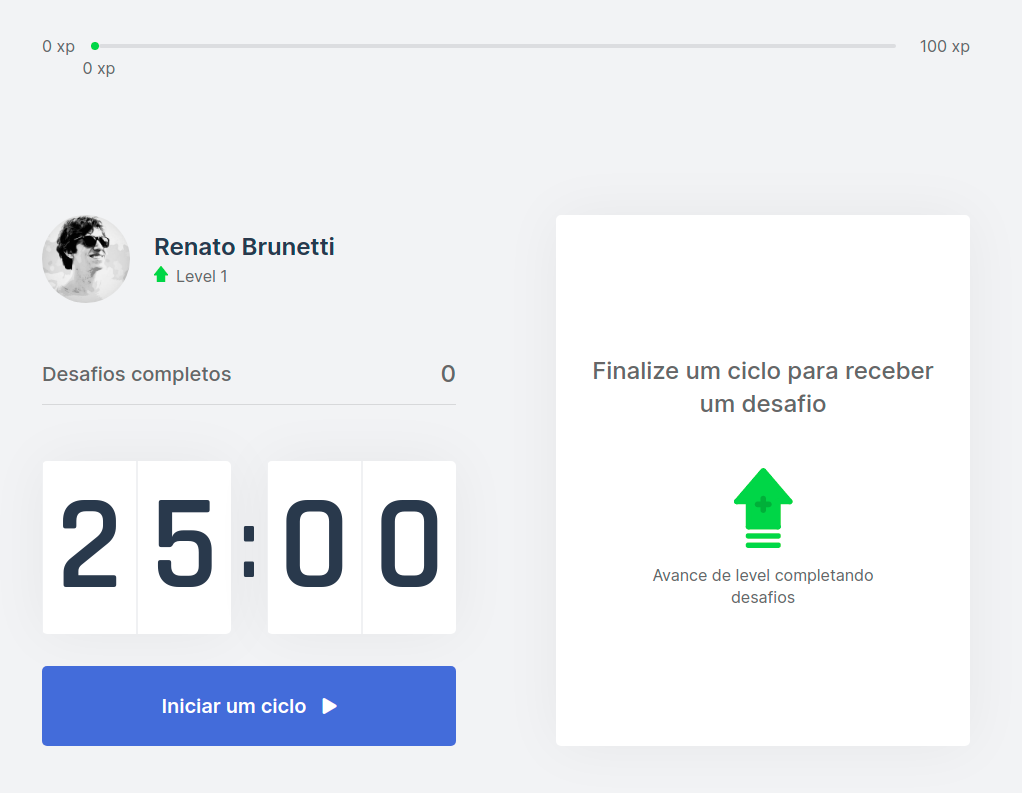 0 xp
100 xp
0 xp
Renato Brunetti
Level 1
Desafios completos
0
25:00
Iniciar um ciclo
Finalize um ciclo para receber
um desafio
Avance de level completando
desafios